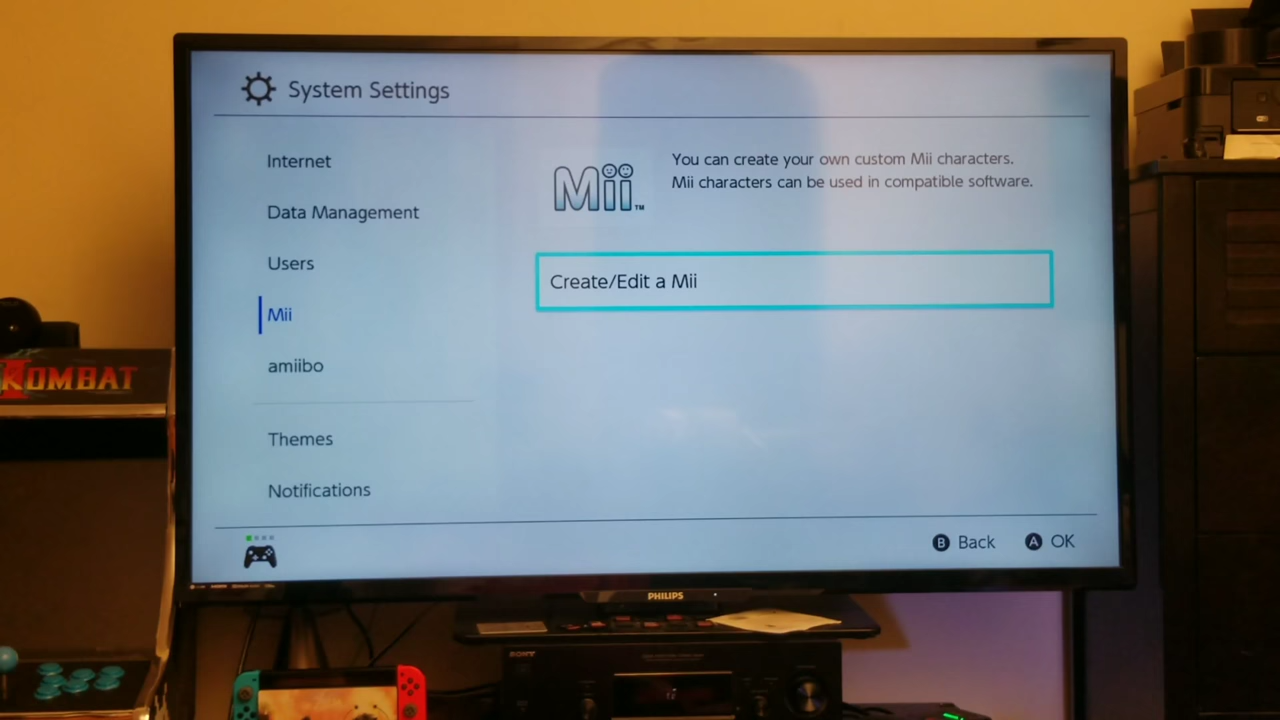 System Settings
Internet
Data Management
Users
Mii
amiibo
Themes
Notifications
Mii™
You can create your own custom Mii characters.
Mii characters can be used in compatible software.
Create/Edit a Mii
B Back
A OK
KOMBAT
PHILIPS
SONY